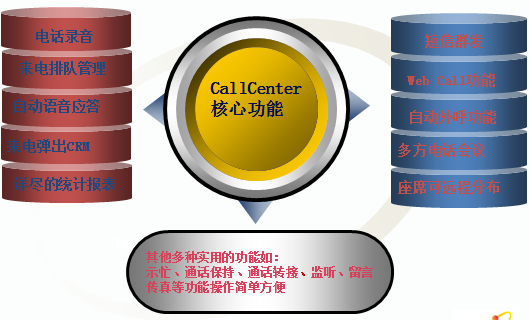 电话录音
来电排队管理
自动语音应答
来电弹出CRM
详尽的统计报表
CallCenter
核心功能
短信群发
Web Call功能
自动外呼功能
多方电话会议
座席可远程分布
其他多种实用的功能如:
示忙、通话保持、通话转接、监听、留言
传真等功能操作简单方便